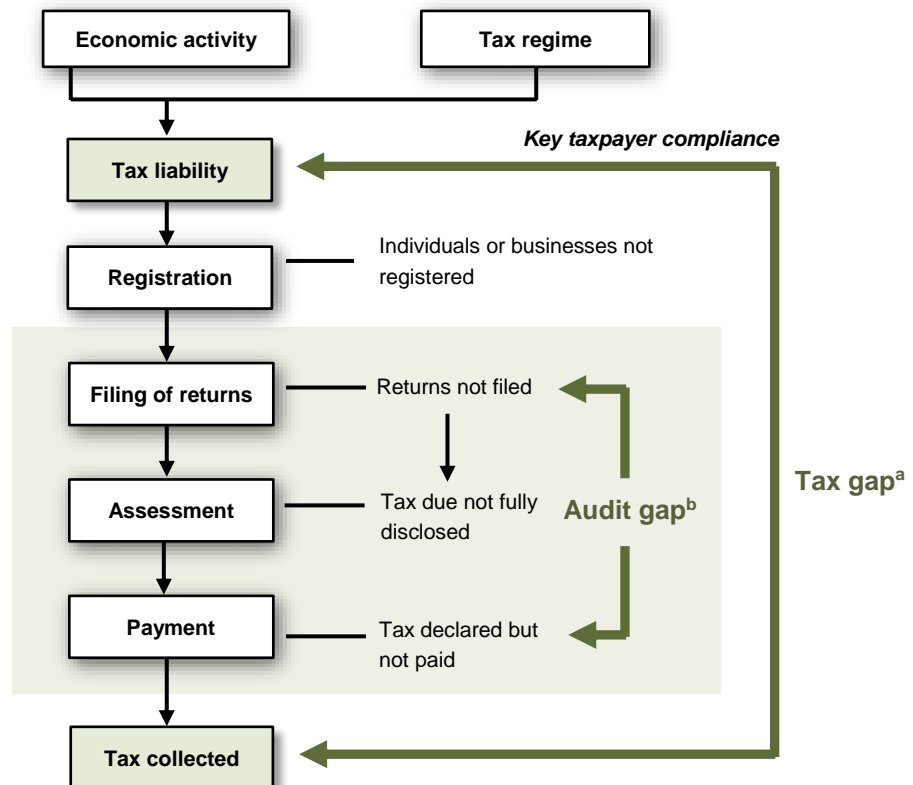 Economic activity
Tax regime
Key taxpayer compliance
Tax liability
Individuals or businesses not
registered
Registration
Filing of returns
Returns not filed
Tax gapᵃ
Assessment
Tax due not fully
disclosed
Audit gapᵇ
Payment
Tax declared but
not paid
Tax collected